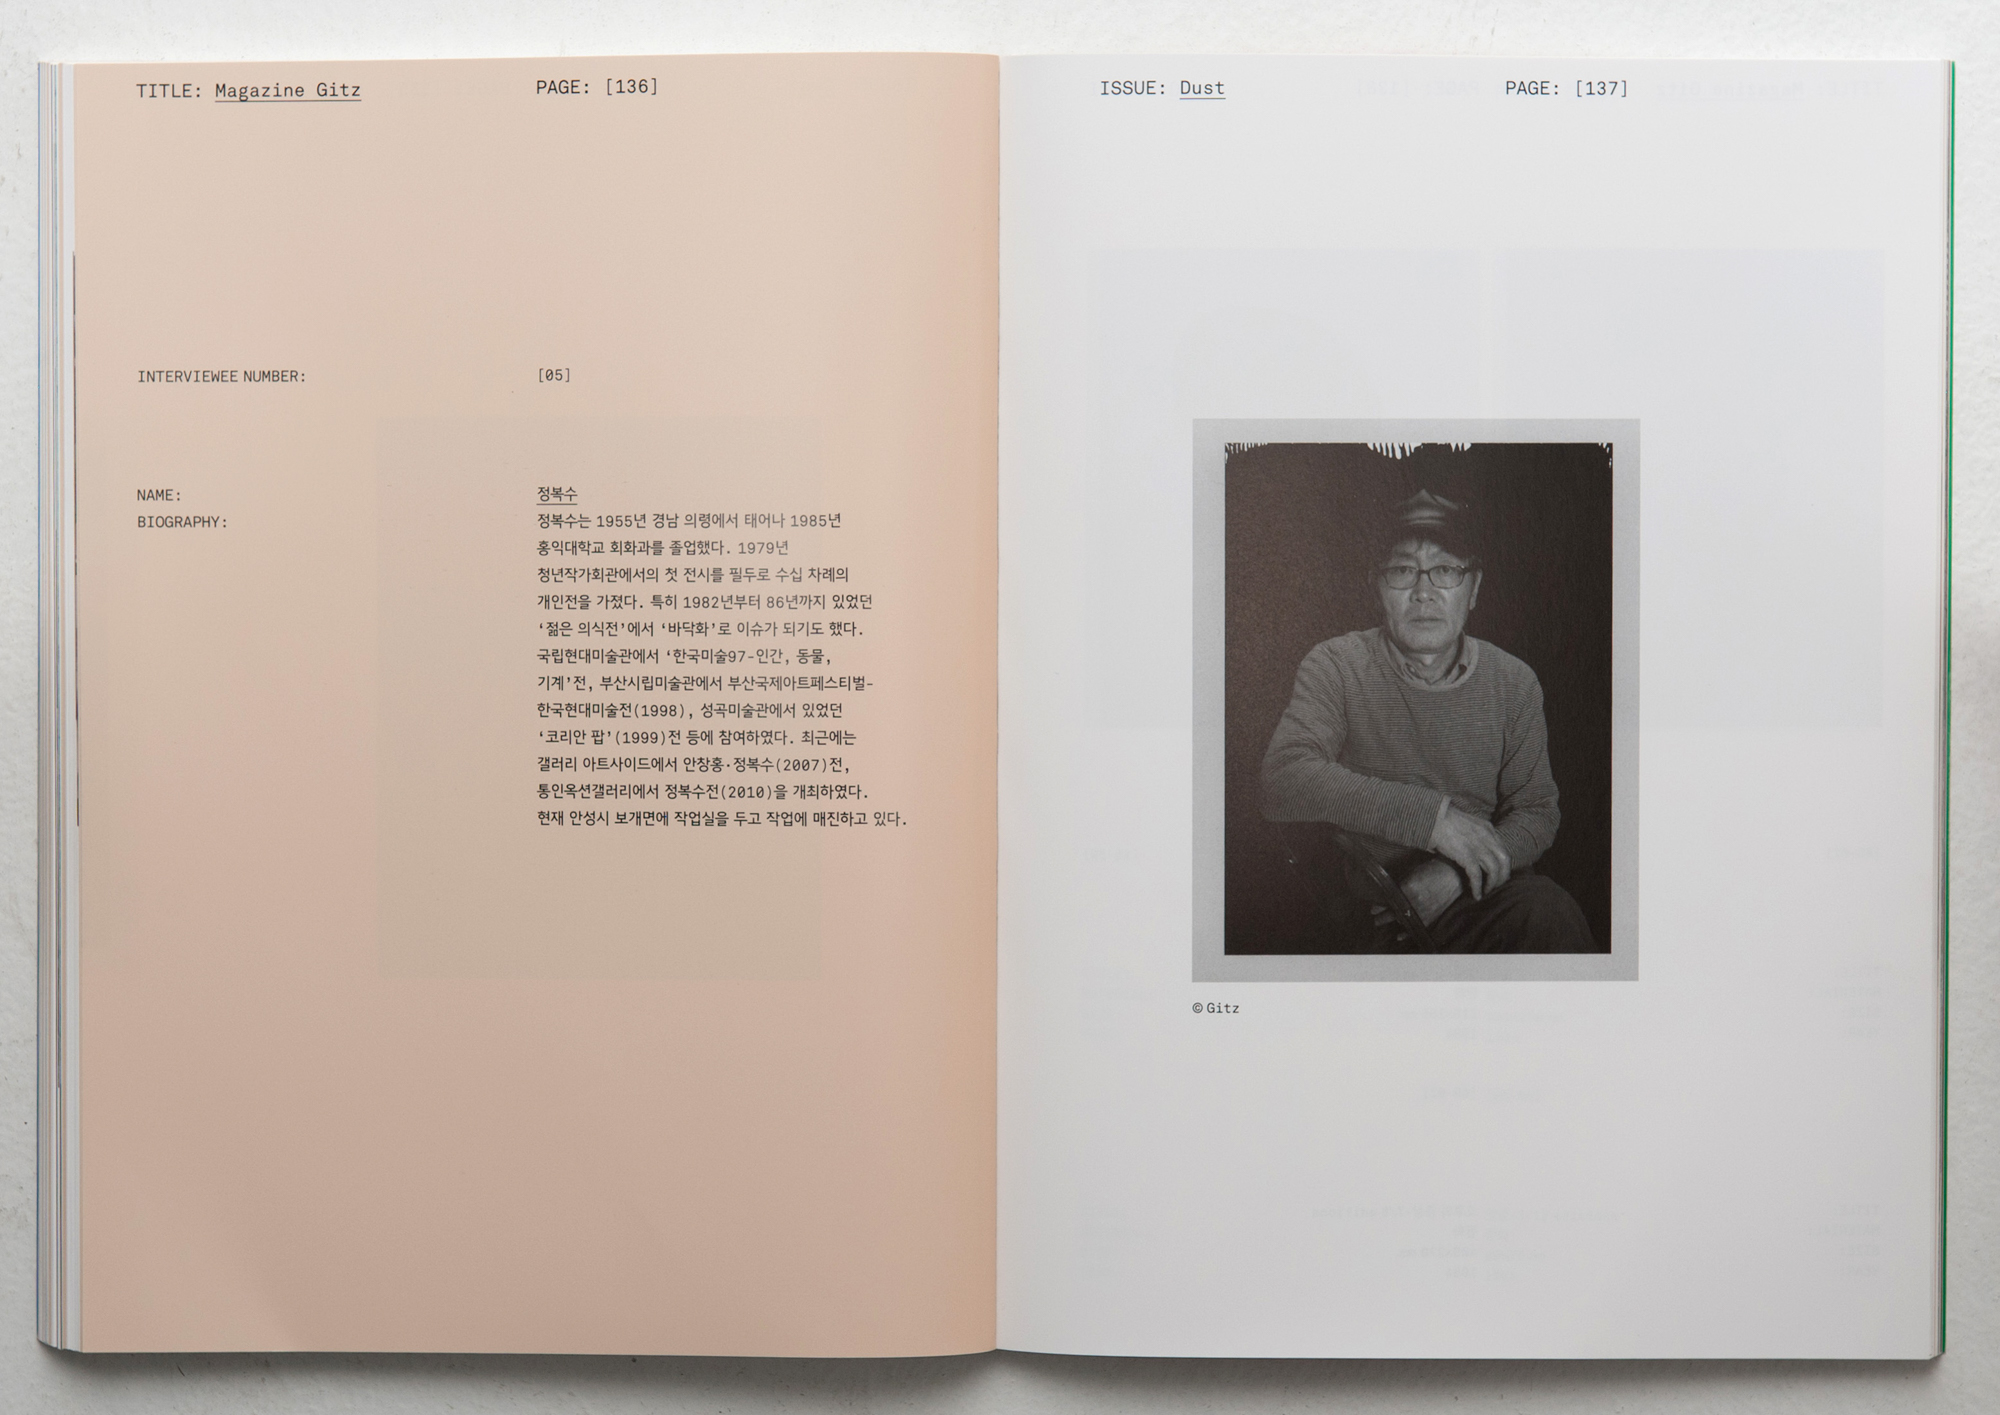 TITLE: Magazine Gitz
PAGE: [136]
INTERVIEWEE NUMBER:
[05]
NAME:
정복수
BIOGRAPHY:
정복수는 1955년 경남 의령에서 태어나 1985년
홍익대학교 회화과를 졸업했다. 1979년
청년작가회관에서의 첫 전시를 필두로 수십 차례의
개인전을 가졌다. 특히 1982년부터 86년까지 있었던
‘젊은 의식전’에서 ‘바닥화’로 이슈가 되기도 했다.
국립현대미술관에서 ‘한국미술97-인간, 동물,
기계’전, 부산시립미술관에서 부산국제아트페스티벌-
한국현대미술전(1998), 성곡미술관에서 있었던
‘코리안 팝’(1999)전 등에 참여하였다. 최근에는
갤러리 아트사이드에서 안창홍·정복수(2007)전,
통인옥션갤러리에서 정복수전(2010)을 개최하였다.
현재 안성시 보개면에 작업실을 두고 작업에 매진하고 있다.
ISSUE: Dust
PAGE: [137]
© Gitz